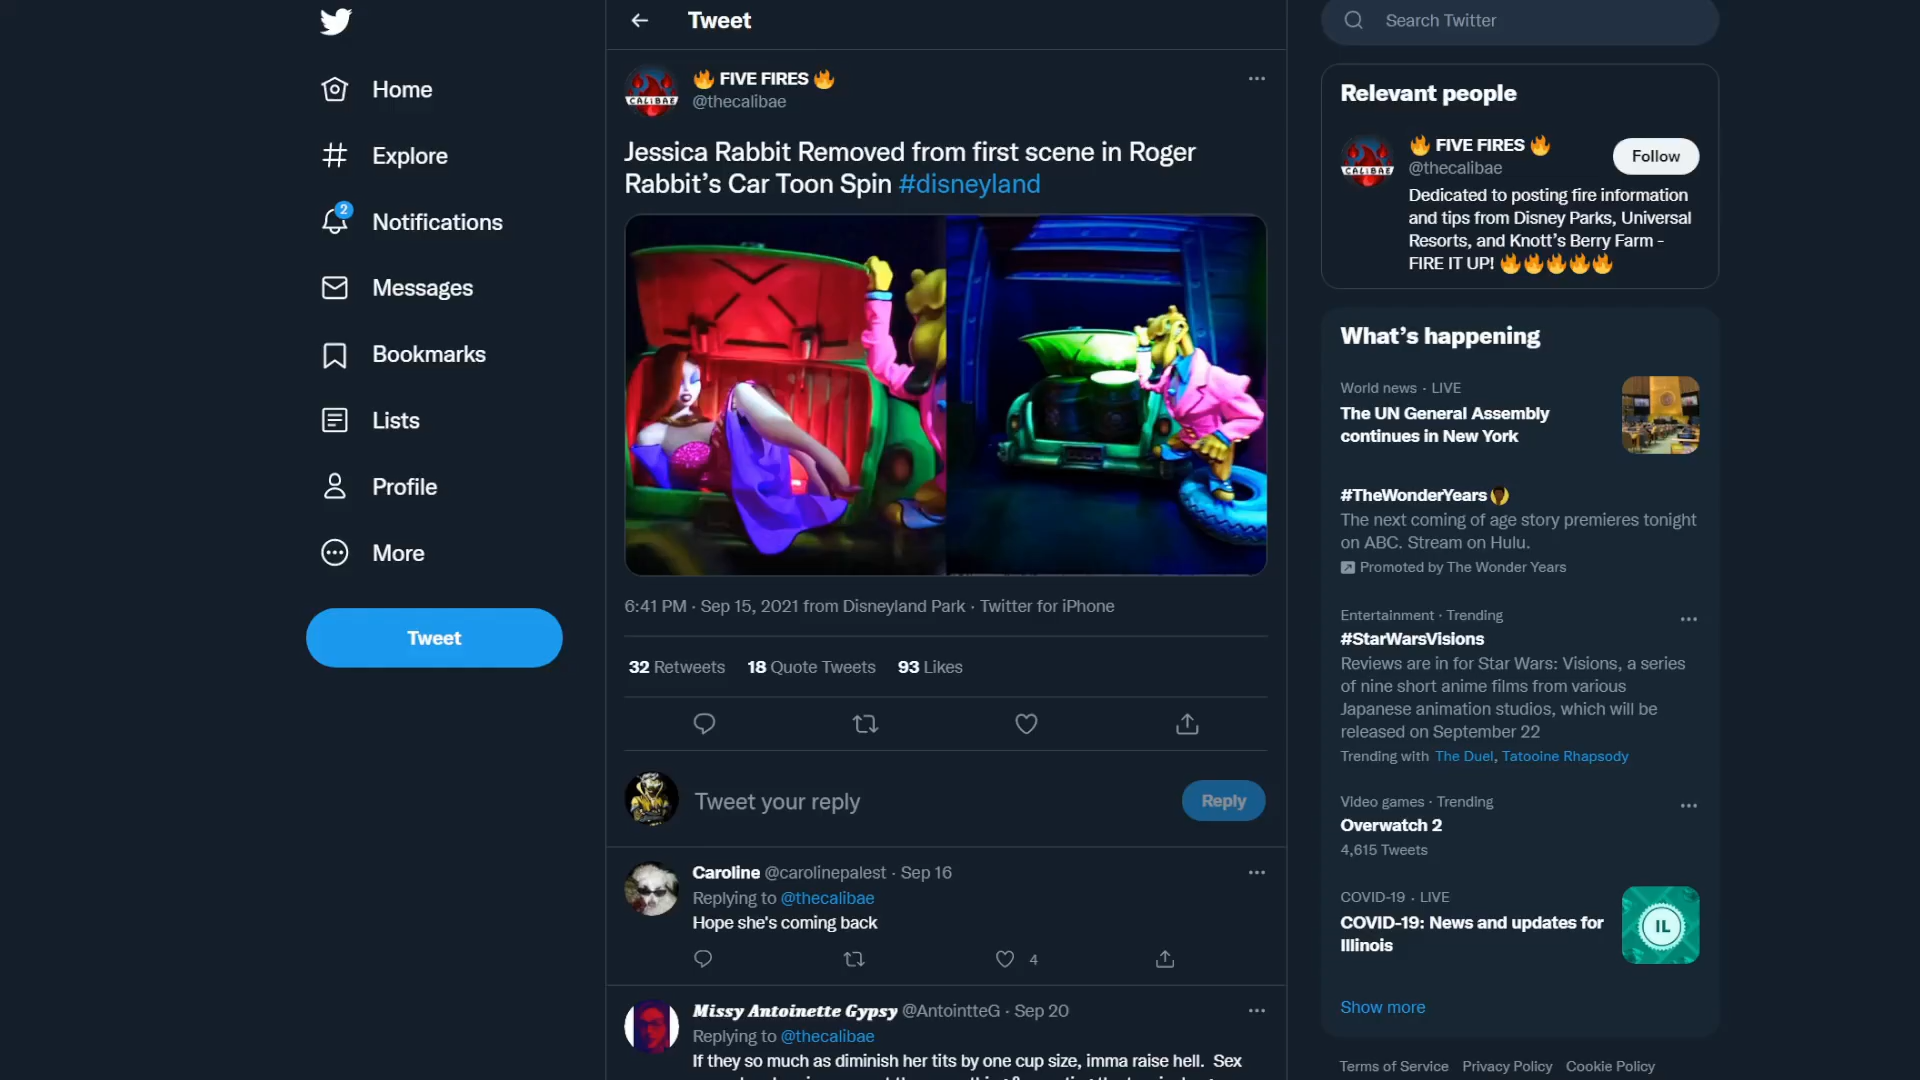 Tweet
Search Twitter
Home
Explore
2
Notifications
Messages
Bookmarks
Lists
Profile
More
Tweet
🔥 FIVE FIRES 🔥
@thecalibae
CALIBAE
Jessica Rabbit Removed from first scene in Roger
Rabbit’s Car Toon Spin #disneyland
6:41 PM · Sep 15, 2021 from Disneyland Park · Twitter for iPhone
32 Retweets 18 Quote Tweets 93 Likes
Tweet your reply
Reply
Caroline @carolinepalest · Sep 16
Replying to @thecalibae
Hope she's coming back
4
Missy Antoinette Gypsy @AntointteG · Sep 20
Replying to @thecalibae
If they so much as diminish her tits by one cup size, imma raise hell. Sex
Relevant people
🔥 FIVE FIRES 🔥
@thecalibae
CALIBAE
Follow
Dedicated to posting fire information
and tips from Disney Parks, Universal
Resorts, and Knott’s Berry Farm -
FIRE IT UP! 🔥🔥🔥🔥🔥
What’s happening
World news · LIVE
The UN General Assembly
continues in New York
#TheWonderYears
The next coming of age story premieres tonight
on ABC. Stream on Hulu.
Promoted by The Wonder Years
Entertainment · Trending
#StarWarsVisions
Reviews are in for Star Wars: Visions, a series
of nine short anime films from various
Japanese animation studios, which will be
released on September 22
Trending with The Duel, Tatooine Rhapsody
Video games · Trending
Overwatch 2
4,615 Tweets
COVID-19 · LIVE
COVID-19: News and updates for
Illinois
IL
Show more
Terms of Service Privacy Policy Cookie Policy